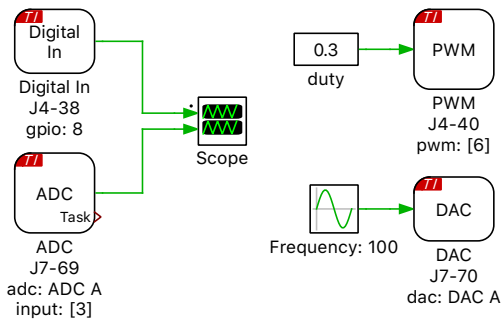 TI
Digital
In
Digital In
J4-38
gpio: 8
TI
ADC
Task
ADC
J7-69
adc: ADC A
input: [3]
Scope
0.3
duty
TI
PWM
PWM
J4-40
pwm: [6]
Frequency: 100
TI
DAC
DAC
J7-70
dac: DAC A